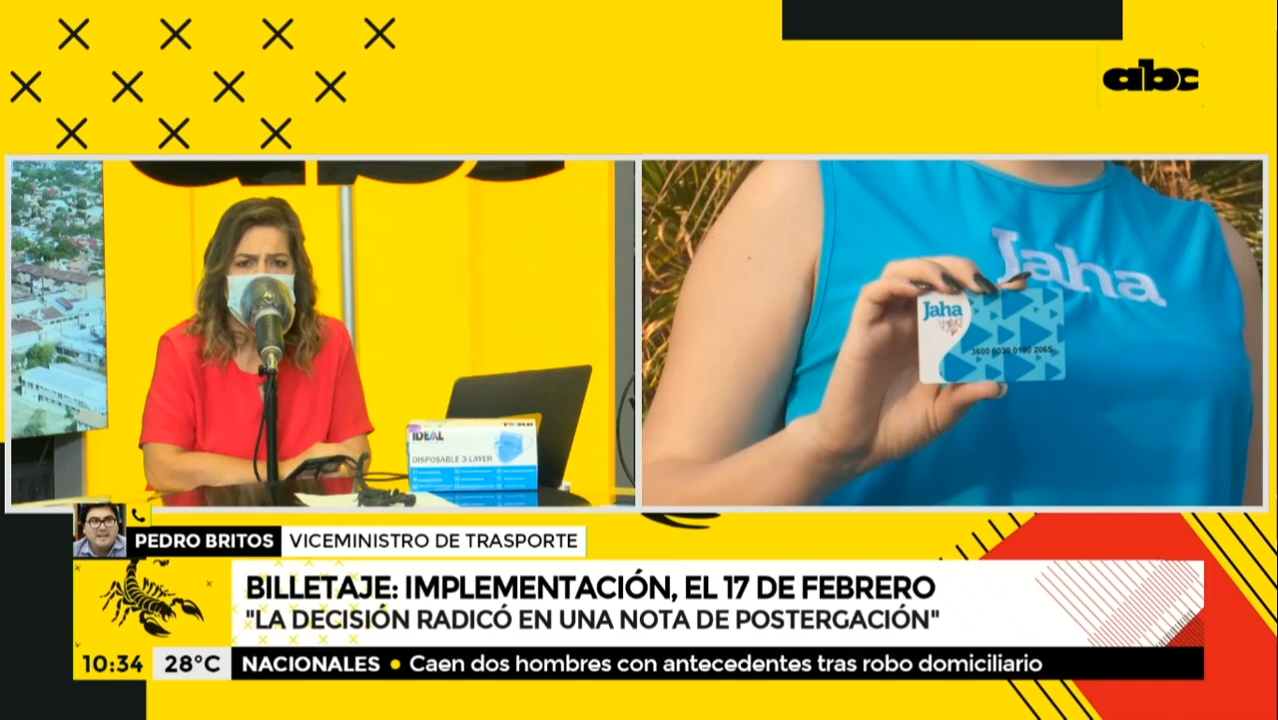 abc
Jaha
Jaha
3600 0030 0190 2065
IDEAL
DISPOSABLE 3-LAYER
PEDRO BRITOS VICEMINISTRO DE TRASPORTE
BILLETAJE: IMPLEMENTACIÓN, EL 17 DE FEBRERO
"LA DECISIÓN RADICÓ EN UNA NOTA DE POSTERGACIÓN"
10:34 28°C NACIONALES • Caen dos hombres con antecedentes tras robo domiciliario